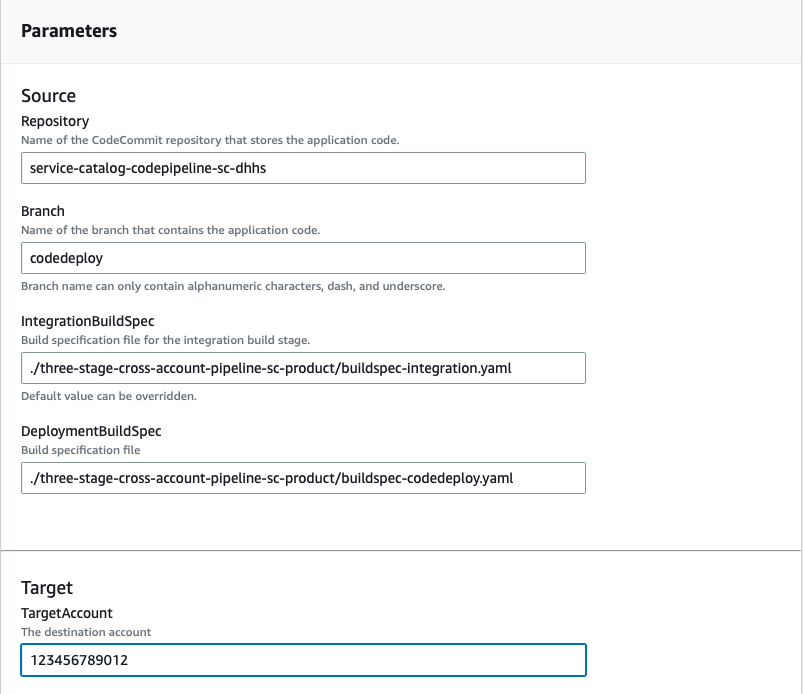 Parameters
Source
Repository
Name of the CodeCommit repository that stores the application code.
service-catalog-codepipeline-sc-dhhs
Branch
Name of the branch that contains the application code.
codedeploy
Branch name can only contain alphanumeric characters, dash, and underscore.
IntegrationBuildSpec
Build specification file for the integration build stage.
./three-stage-cross-account-pipeline-sc-product/buildspec-integration.yaml
Default value can be overridden.
DeploymentBuildSpec
Build specification file
./three-stage-cross-account-pipeline-sc-product/buildspec-codedeploy.yaml
Target
TargetAccount
The destination account
123456789012